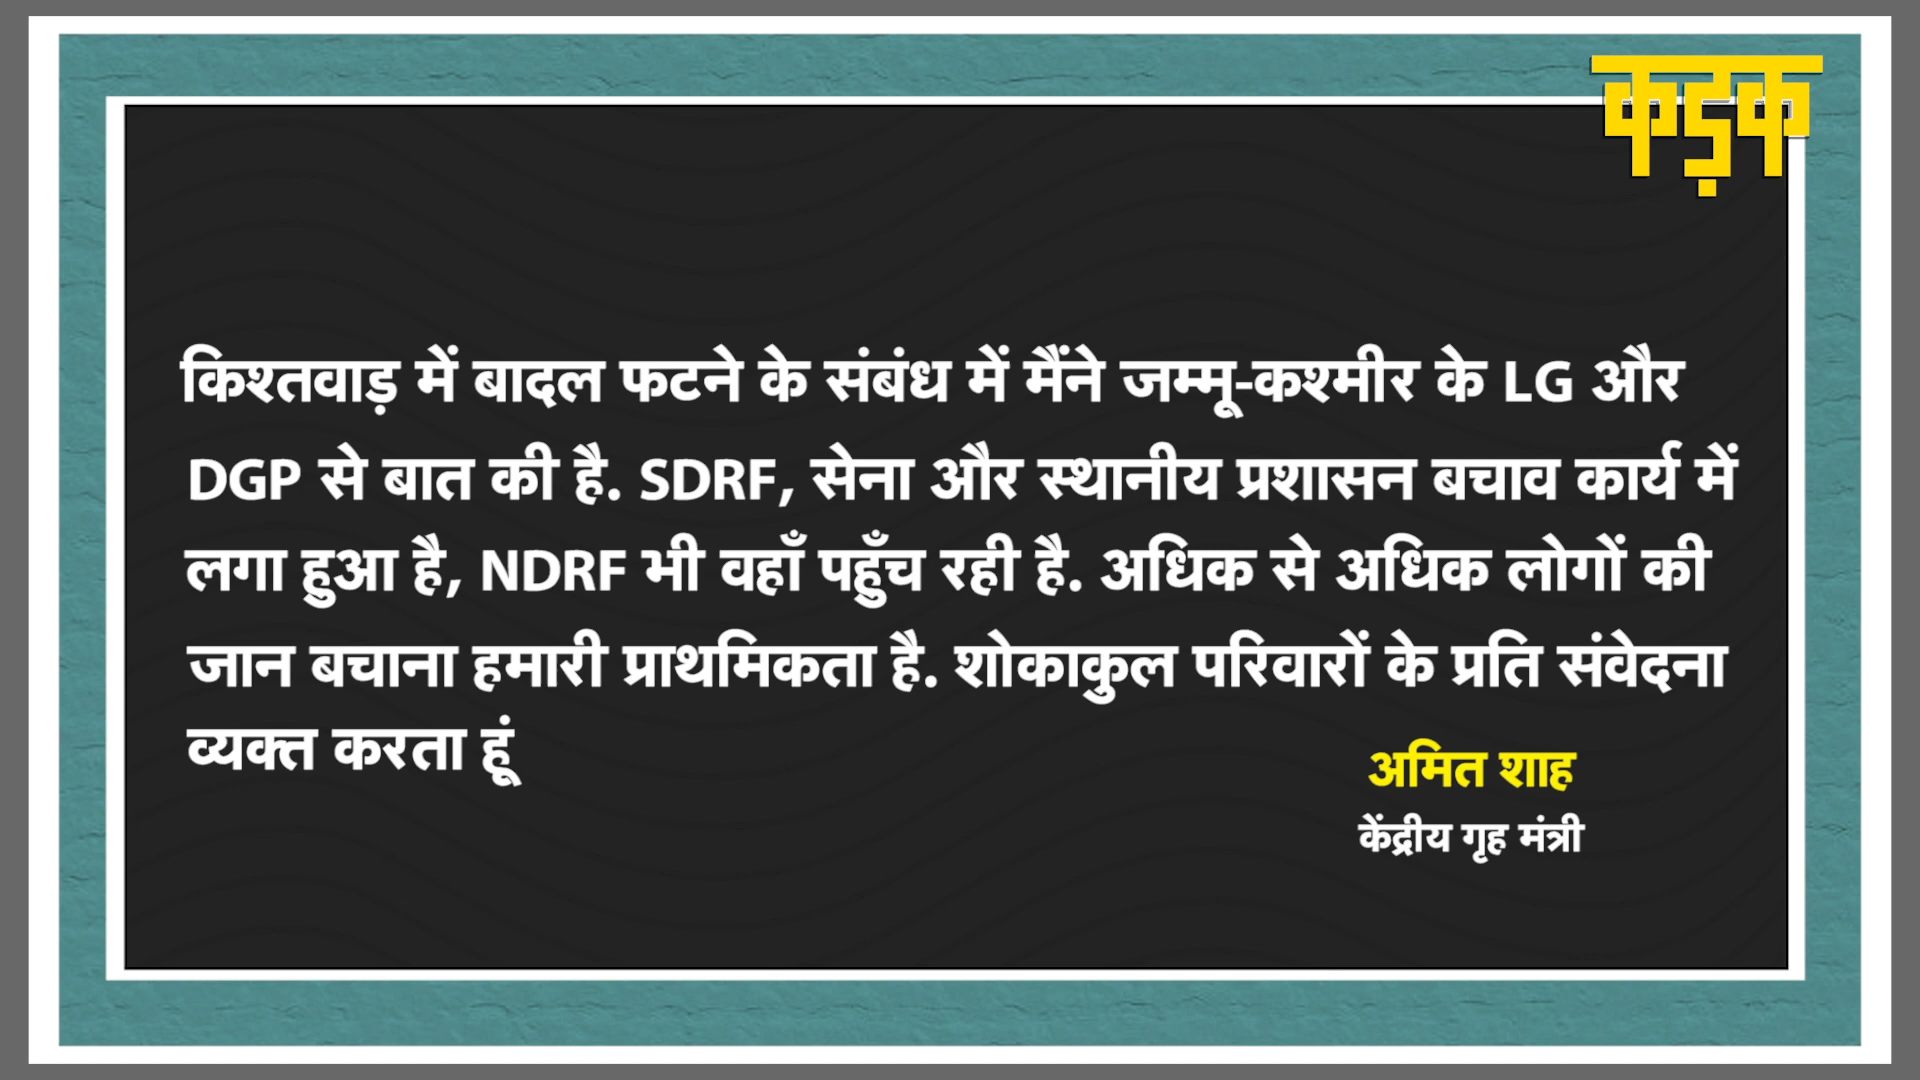 कड़क
किश्तवाड़ में बादल फटने के संबंध में मैंने जम्मू-कश्मीर के LG और
DGP से बात की है. SDRF, सेना और स्थानीय प्रशासन बचाव कार्य में
लगा हुआ है, NDRF भी वहाँ पहुँच रही है. अधिक से अधिक लोगों की
जान बचाना हमारी प्राथमिकता है. शोकाकुल परिवारों के प्रति संवेदना
व्यक्त करता हूं
अमित शाह
केंद्रीय गृह मंत्री